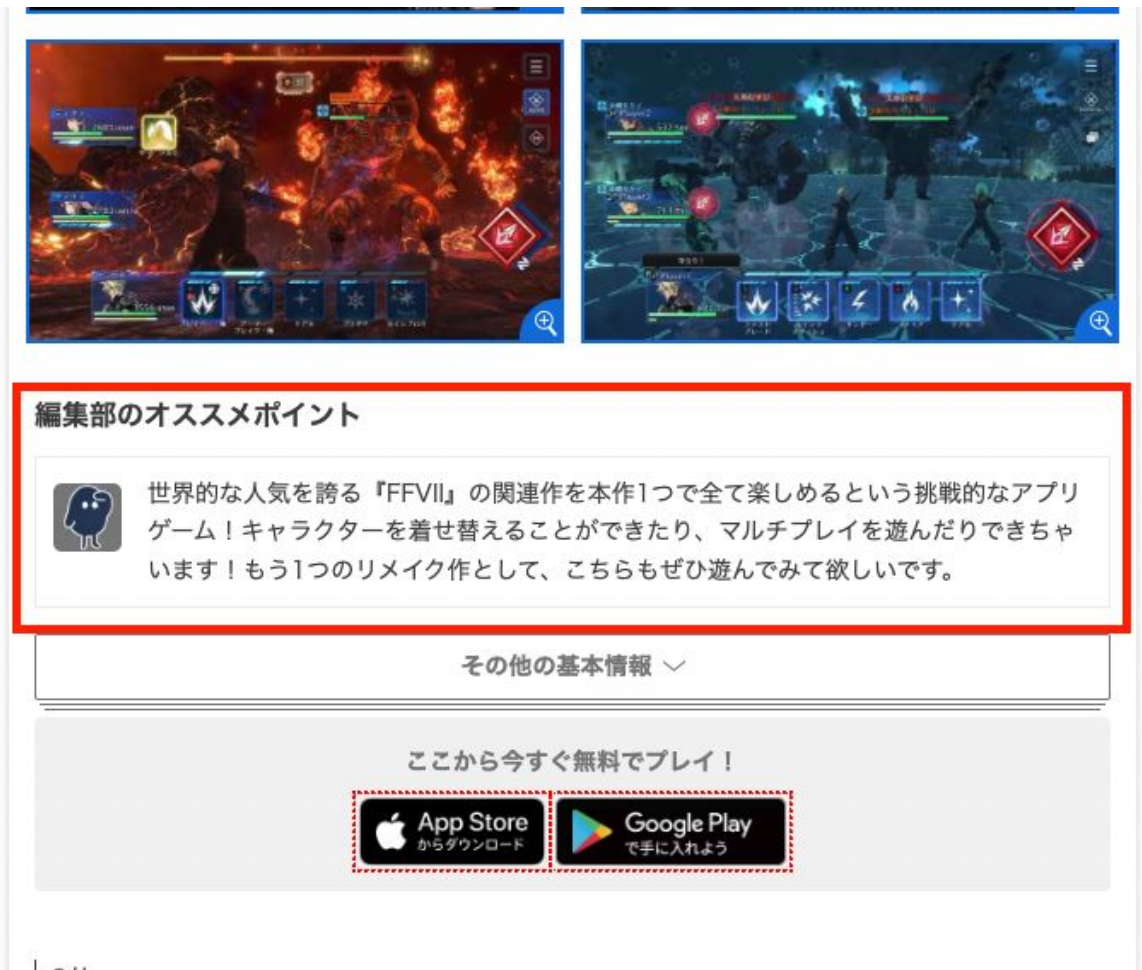 編集部のオススメポイント
世界的な人気を誇る『FFVII』の関連作を本作1つで全て楽しめるという挑戦的なアプリ
ゲーム！キャラクターを着せ替えることができたり、マルチプレイを遊んだりできちゃ
います！もう1つのリメイク作として、こちらもぜひ遊んでみて欲しいです。
その他の基本情報
ここから今すぐ無料でプレイ！
App Store
からダウンロード
Google Play
で手に入れよう